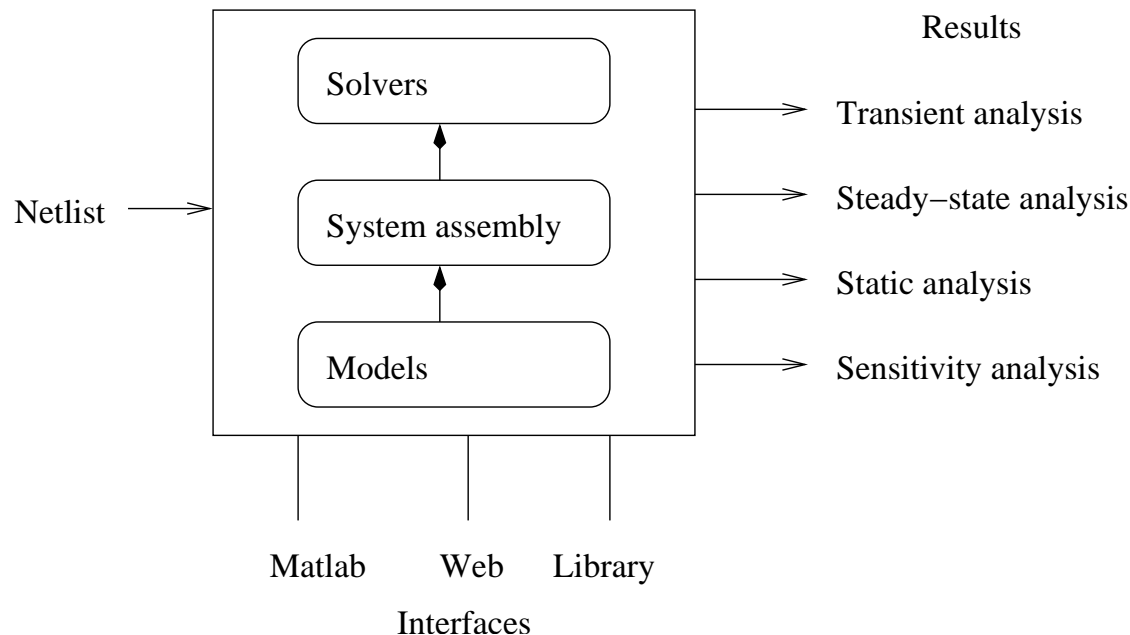 Results
Solvers
Transient analysis
Steady−state analysis
Netlist
System assembly
Static analysis
Models
Sensitivity analysis
Matlab Web Library
Interfaces